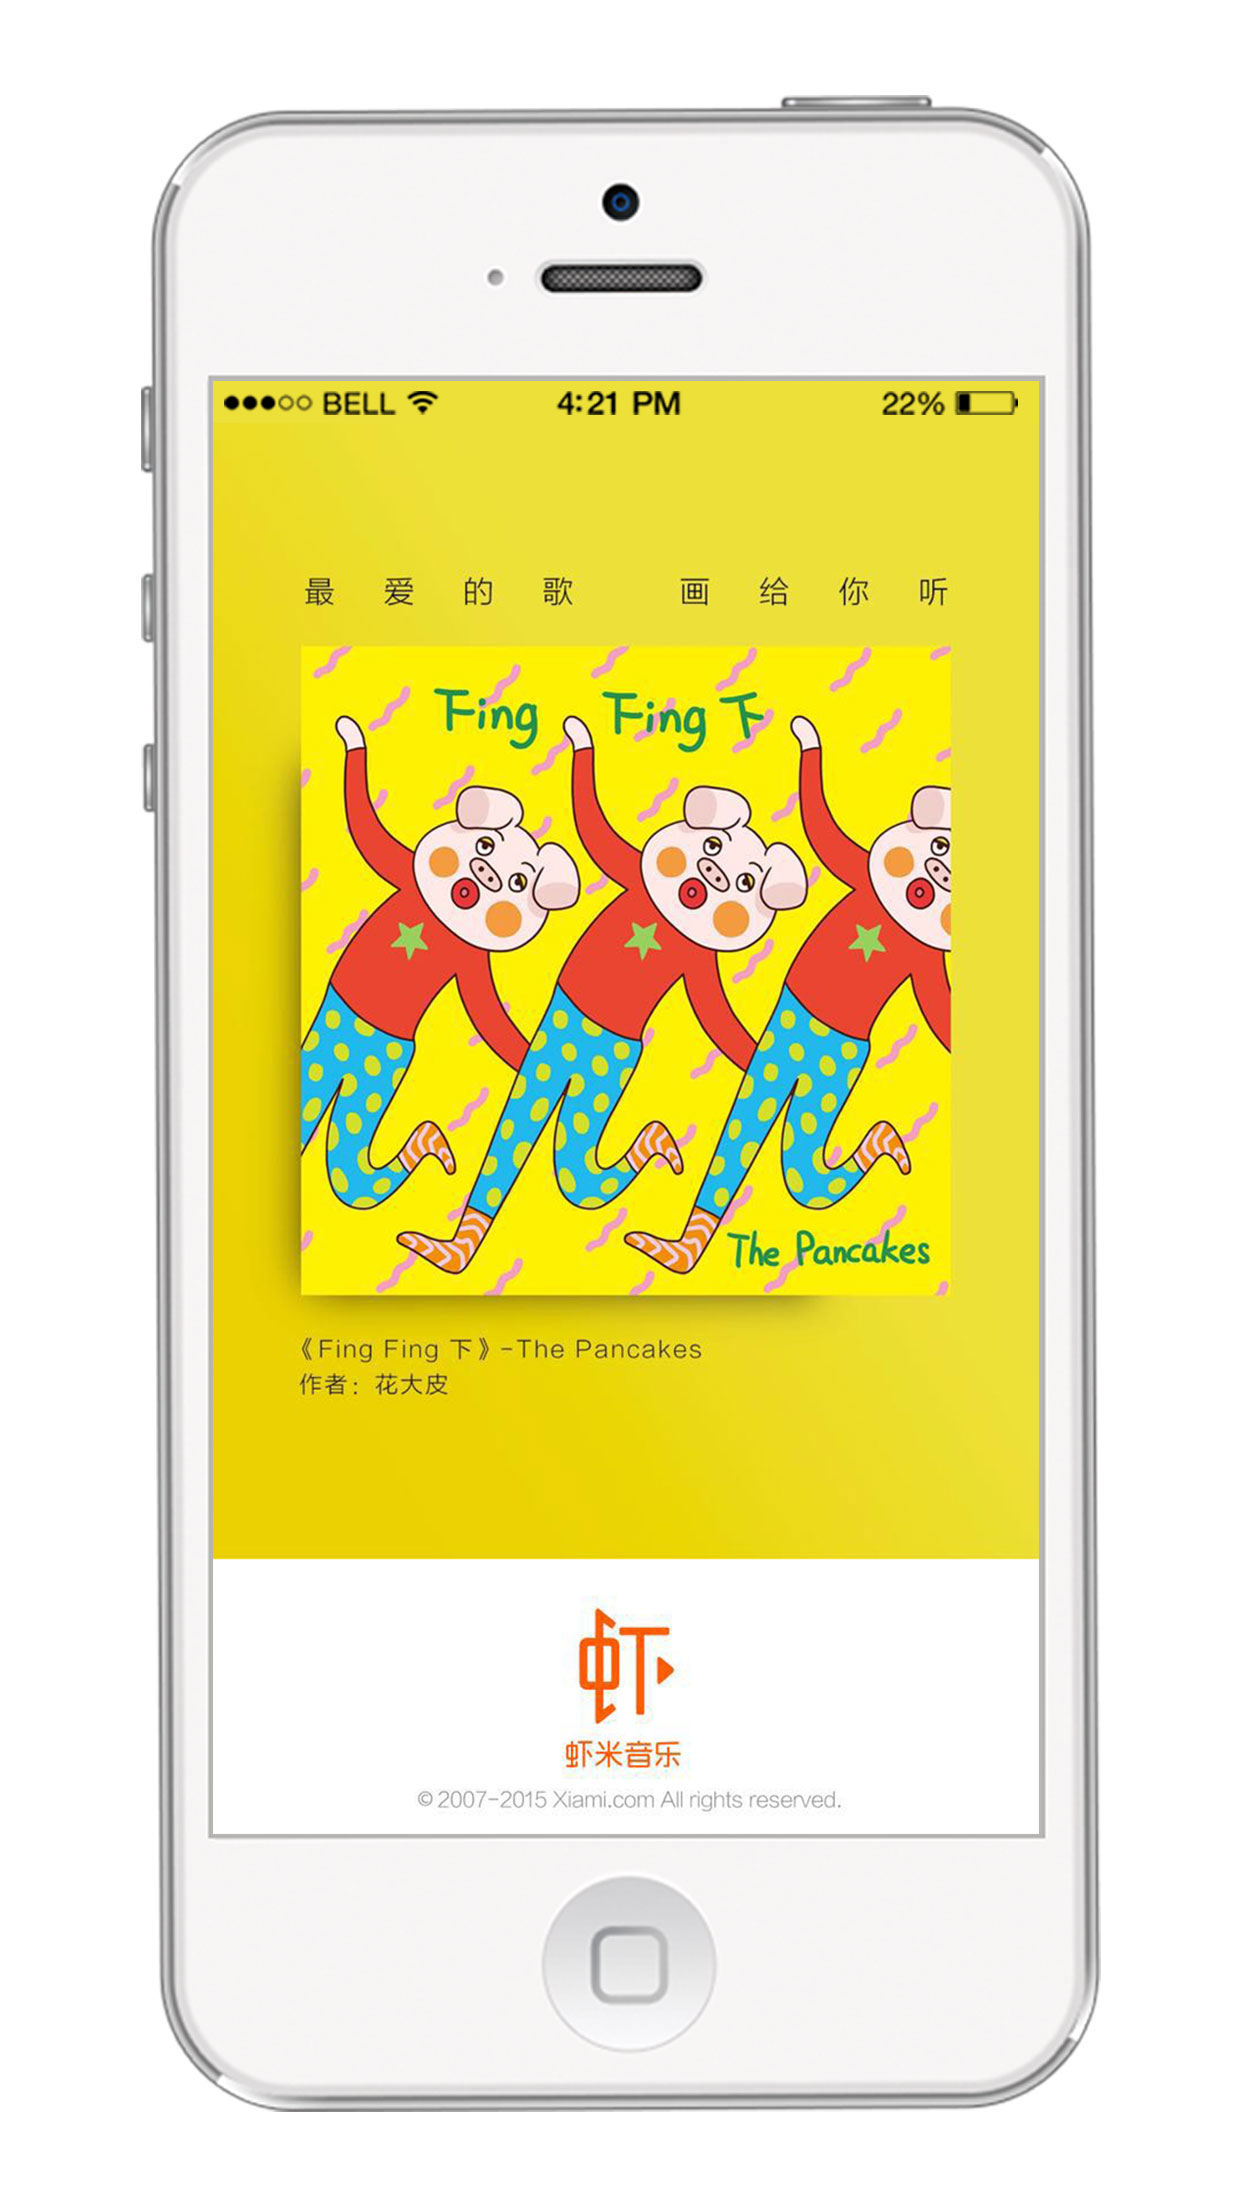 BELL 4:21 PM 22%
最爱的歌 画给你听
Fing Fing 下
The Pancakes
《Fing Fing 下》-The Pancakes
作者：花大皮
虾
虾米音乐
© 2007-2015 Xiami.com All rights reserved.